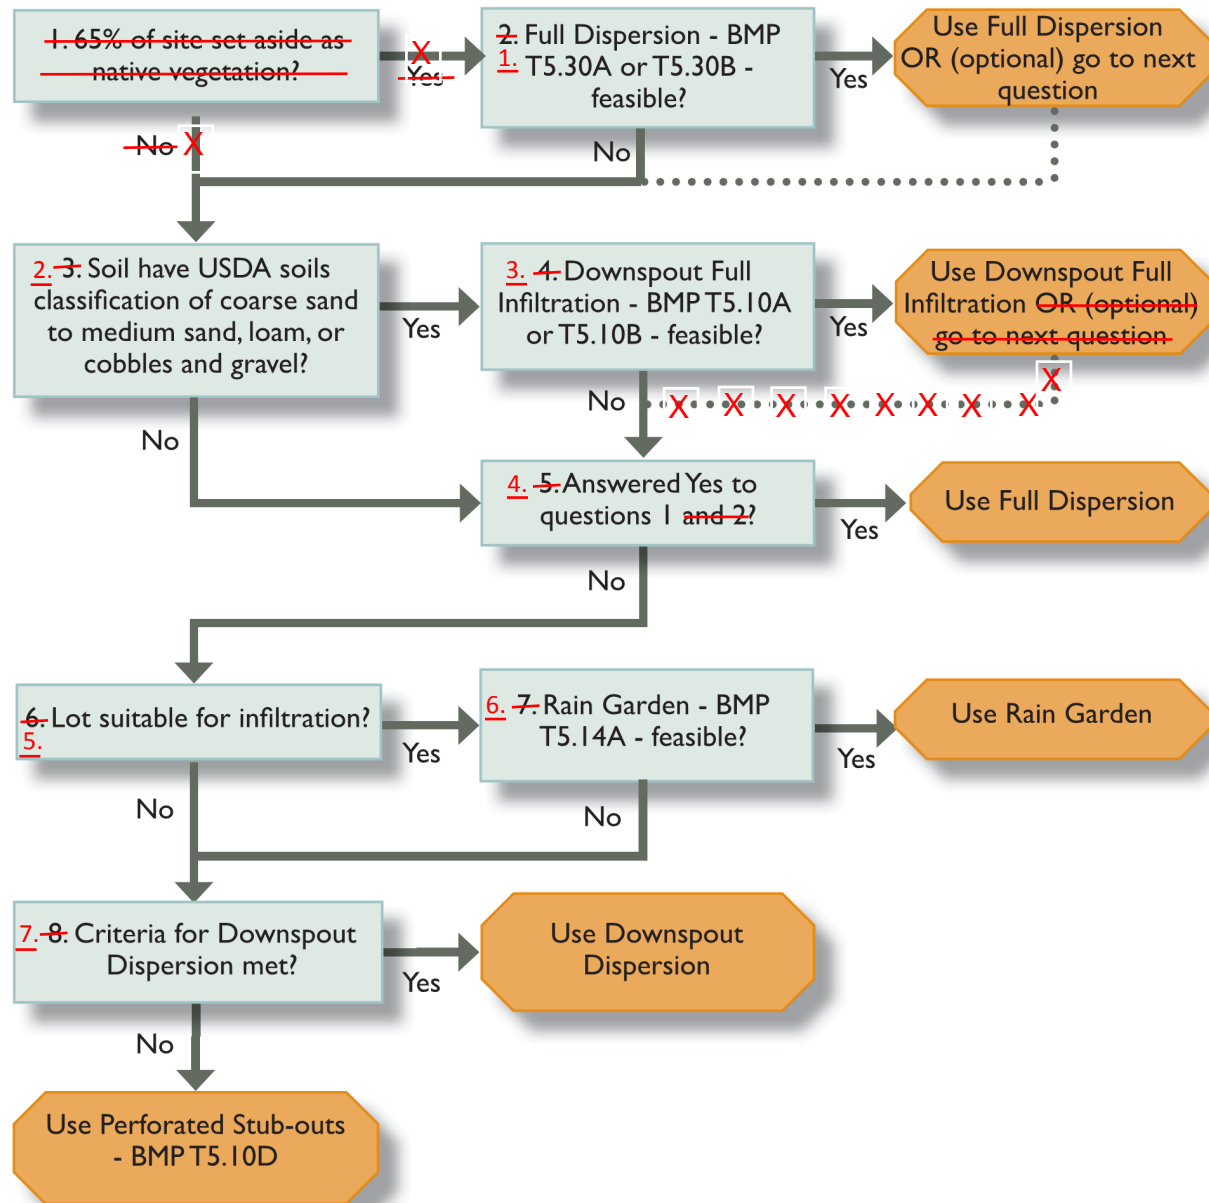 1. 65% of site set aside as
native vegetation?
X
Yes
2. Full Dispersion - BMP
1. T5.30A or T5.30B -
feasible?
Yes
Use Full Dispersion
OR (optional) go to next
question
No X
No
2. 3. Soil have USDA soils
classification of coarse sand
to medium sand, loam, or
cobbles and gravel?
Yes
3. 4. Downspout Full
Infiltration - BMP T5.10A
or T5.10B - feasible?
Yes
Use Downspout Full
Infiltration OR (optional)
go to next question
X
No X X X X X X X X
No
4. 5. Answered Yes to
questions 1 and 2?
Yes
Use Full Dispersion
No
6. Lot suitable for infiltration?
5.
Yes
6. 7. Rain Garden - BMP
T5.14A - feasible?
Yes
Use Rain Garden
No
No
7. 8. Criteria for Downspout
Dispersion met?
Yes
Use Downspout
Dispersion
No
Use Perforated Stub-outs
- BMP T5.10D